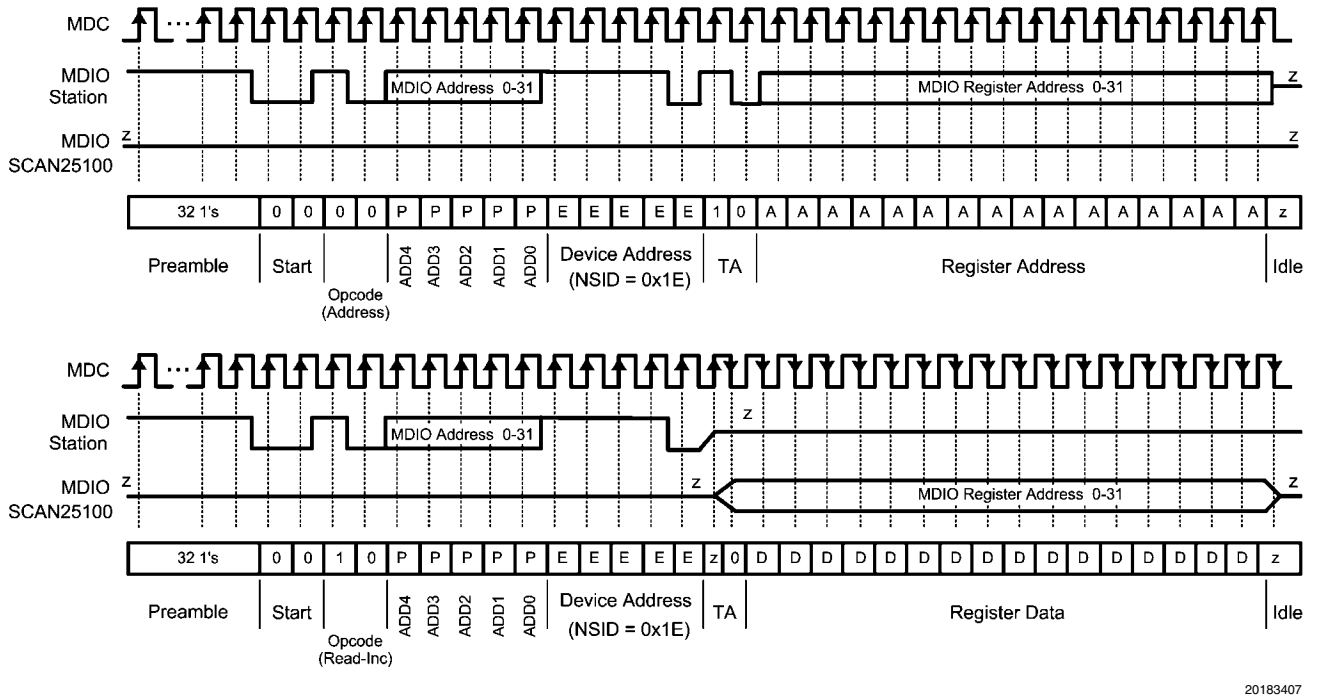 MDC
MDIO Station
MDIO Address 0-31
MDIO Register Address 0-31
z
MDIO SCAN25100
z
z
32 1's 0 0 0 0 P P P P P E E E E E 1 0 A A A A A A A A A A A A A A A A z
Preamble Start Opcode (Address) ADD4 ADD3 ADD2 ADD1 ADD0 Device Address (NSID = 0x1E) TA Register Address Idle
MDC
MDIO Station
MDIO Address 0-31
z
MDIO SCAN25100
z
z
MDIO Register Address 0-31
z
32 1's 0 0 1 0 P P P P P E E E E E z 0 D D D D D D D D D D D D D D D D z
Preamble Start Opcode (Read-Inc) ADD4 ADD3 ADD2 ADD1 ADD0 Device Address (NSID = 0x1E) TA Register Data Idle
20183407